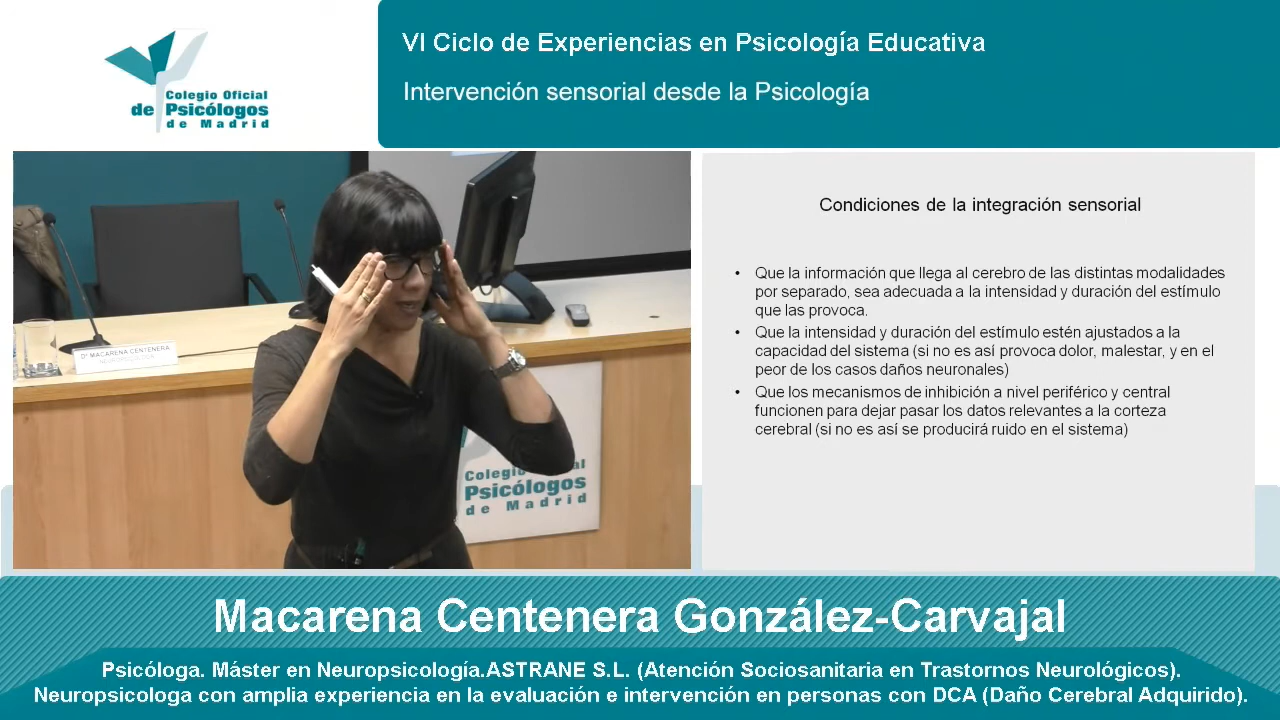 Colegio Oficial
de Psicólogos
de Madrid
VI Ciclo de Experiencias en Psicología Educativa
Intervención sensorial desde la Psicología
Dª MACARENA CENTENERA
Colegio
Psicólogos
de Madrid
Condiciones de la integración sensorial
• Que la información que llega al cerebro de las distintas modalidades
por separado, sea adecuada a la intensidad y duración del estímulo
que las provoca.
• Que la intensidad y duración del estímulo estén ajustados a la
capacidad del sistema (si no es así provoca dolor, malestar, y en el
peor de los casos daños neuronales)
• Que los mecanismos de inhibición a nivel periférico y central
funcionen para dejar pasar los datos relevantes a la corteza
cerebral (si no es así se producirá ruido en el sistema)
Macarena Centenera González-Carvajal
Psicóloga. Máster en Neuropsicología.ASTRANE S.L. (Atención Sociosanitaria en Trastornos Neurológicos).
Neuropsicologa con amplia experiencia en la evaluación e intervención en personas con DCA (Daño Cerebral Adquirido).